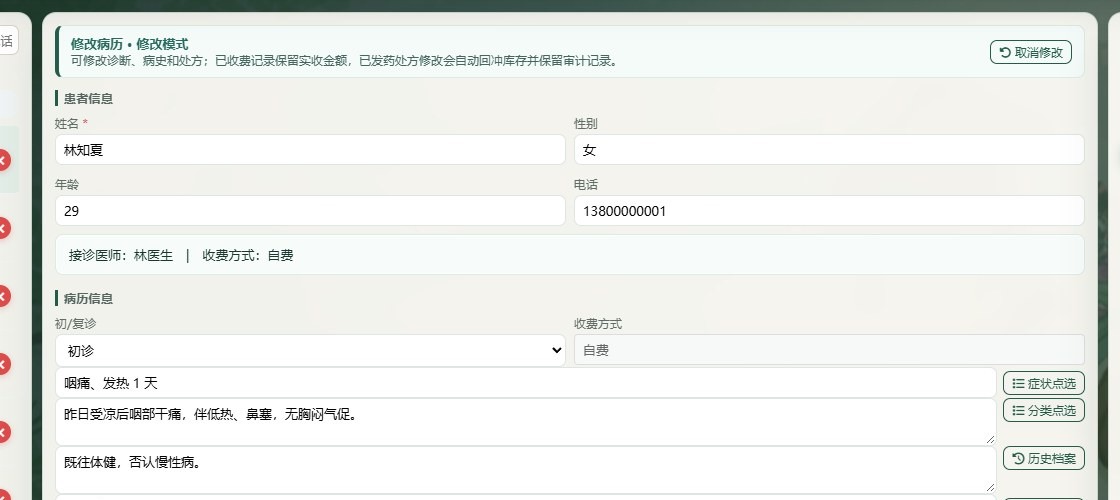 话
修改病历 • 修改模式
可修改诊断、病史和处方；已收费记录保留实收金额，已发药处方修改会自动回冲库存并保留审计记录。
取消修改
患者信息
姓名 *
性别
林知夏
女
年龄
电话
29
13800000001
接诊医师：林医生 | 收费方式：自费
病历信息
初/复诊
收费方式
初诊
自费
咽痛、发热 1 天
症状点选
昨日受凉后咽部干痛，伴低热、鼻塞，无胸闷气促。
分类点选
既往体健，否认慢性病。
历史档案